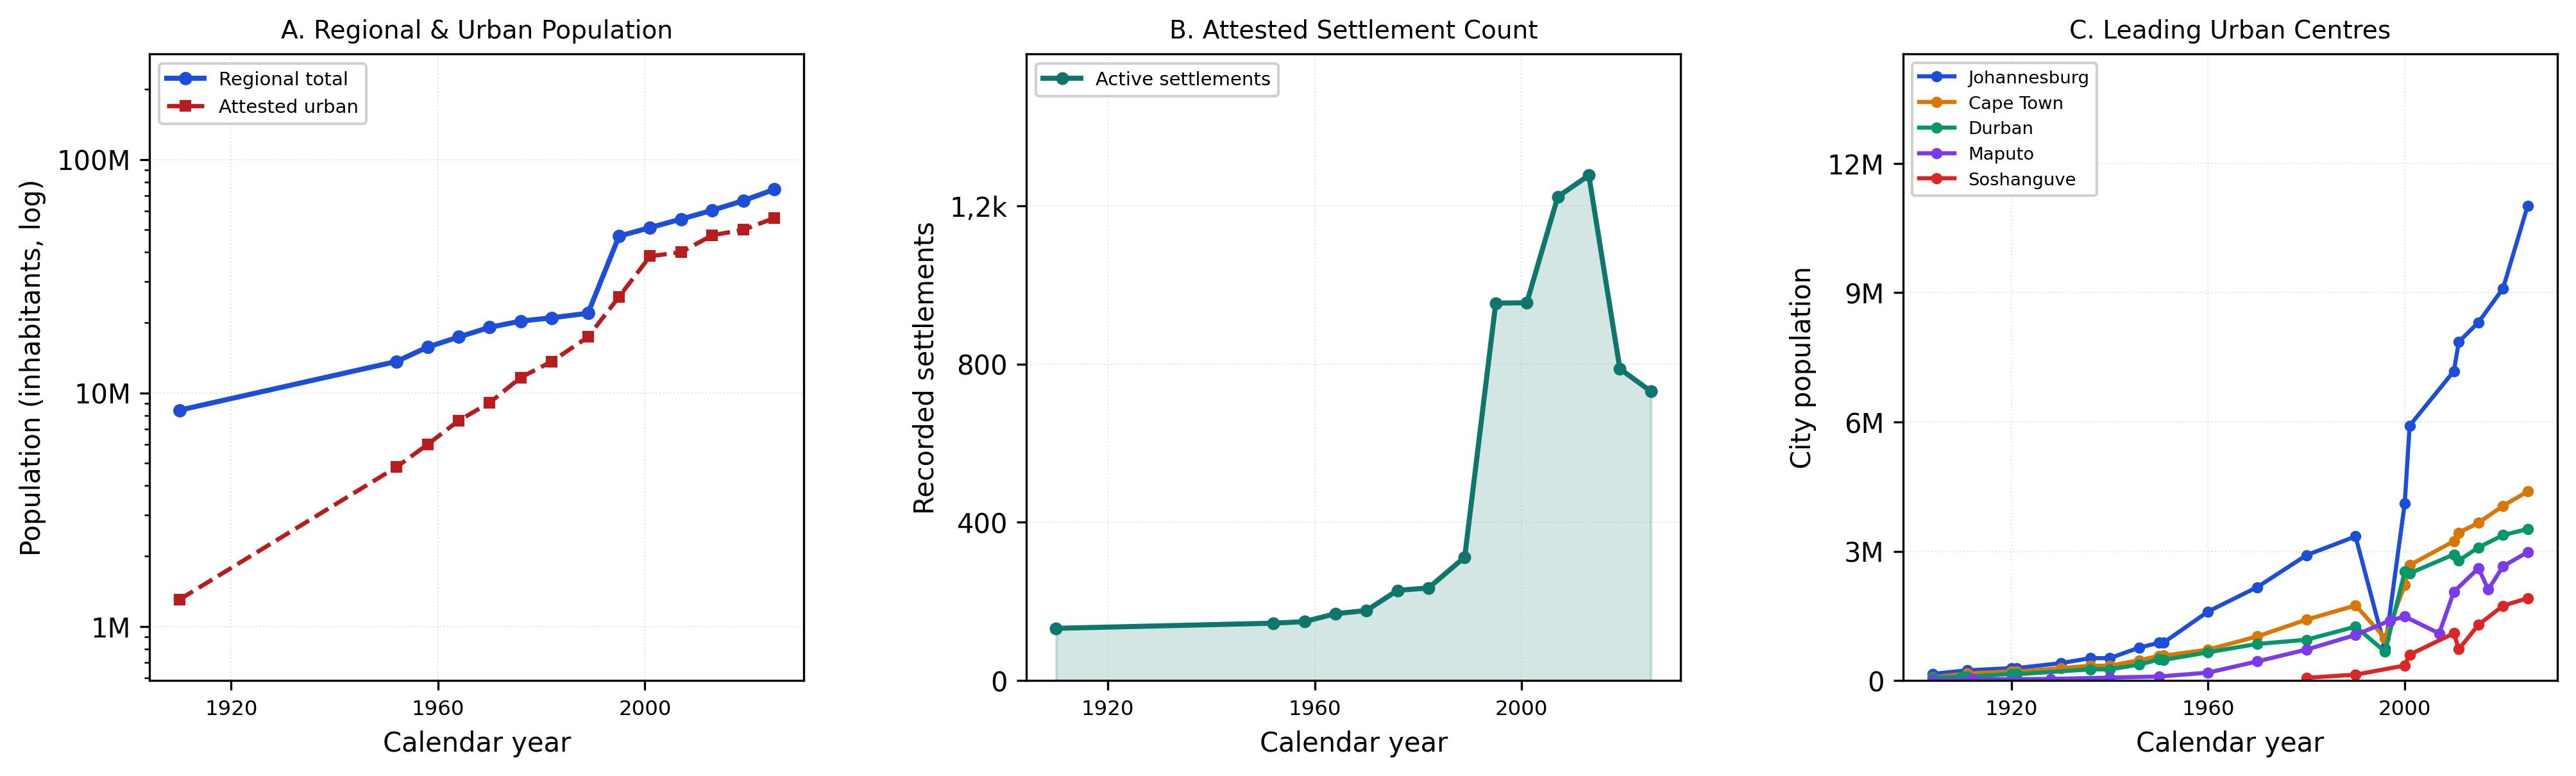 A. Regional & Urban Population
Regional total
Attested urban
Population (inhabitants, log)
100M
10M
1M
1920
1960
2000
Calendar year
B. Attested Settlement Count
Active settlements
Recorded settlements
1,2k
800
400
0
1920
1960
2000
Calendar year
C. Leading Urban Centres
Johannesburg
Cape Town
Durban
Maputo
Soshanguve
City population
12M
9M
6M
3M
0
1920
1960
2000
Calendar year